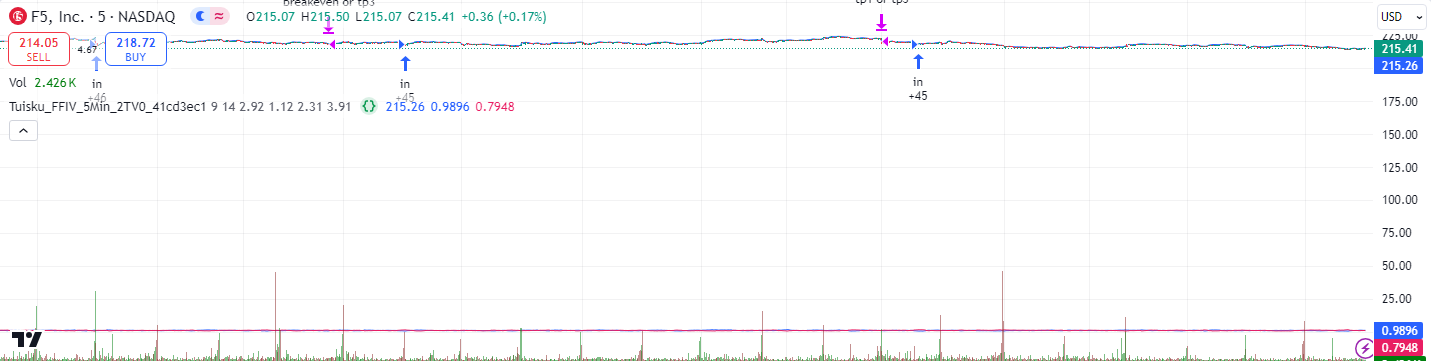 F5, Inc. · 5 · NASDAQ O215.07 H215.50 L215.07 C215.41 +0.36 (+0.17%)
breakeven or tp3
USD
214.05
SELL
4.67
218.72
BUY
225.00
215.41
215.26
Vol 2.426 K
in
+46
in
+45
in
+45
Tuisku_FFIV_5Min_2TV0_41cd3ec1 9 14 2.92 1.12 2.31 3.91 {} 215.26 0.9896 0.7948
175.00
150.00
125.00
100.00
75.00
50.00
25.00
0.9896
0.7948